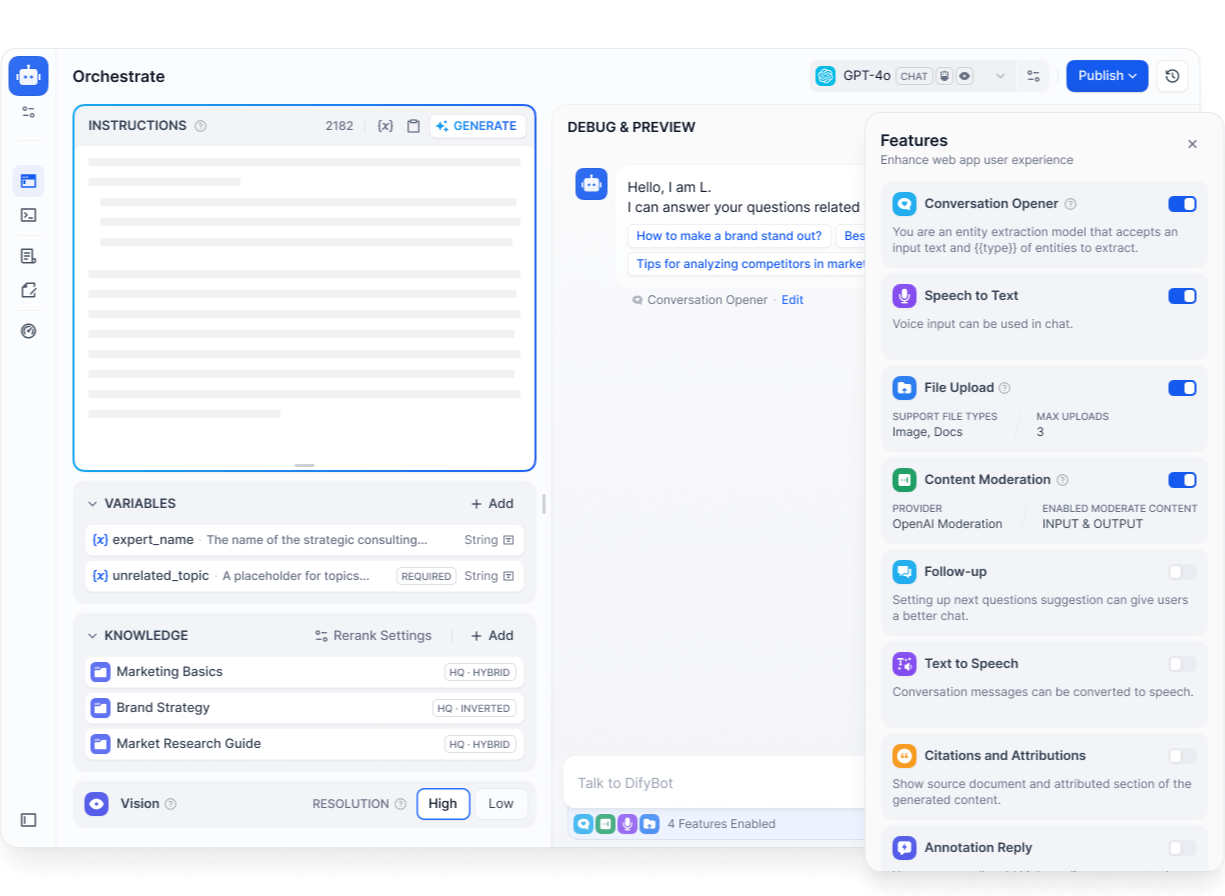 Orchestrate
GPT-4o CHAT
Publish
INSTRUCTIONS 2182 {x} GENERATE
VARIABLES + Add
{x} expert_name · The name of the strategic consulting... String
{x} unrelated_topic · A placeholder for topics... REQUIRED String
KNOWLEDGE Rerank Settings + Add
Marketing Basics HQ · HYBRID
Brand Strategy HQ · INVERTED
Market Research Guide HQ · HYBRID
Vision RESOLUTION High Low
DEBUG & PREVIEW
Hello, I am L.
I can answer your questions related
How to make a brand stand out? Bes
Tips for analyzing competitors in market
Conversation Opener · Edit
Talk to DifyBot
4 Features Enabled
Features
Enhance web app user experience
Conversation Opener
You are an entity extraction model that accepts an
input text and {{type}} of entities to extract.
Speech to Text
Voice input can be used in chat.
File Upload
SUPPORT FILE TYPES MAX UPLOADS
Image, Docs 3
Content Moderation
PROVIDER ENABLED MODERATE CONTENT
OpenAI Moderation INPUT & OUTPUT
Follow-up
Setting up next questions suggestion can give users
a better chat.
Text to Speech
Conversation messages can be converted to speech.
Citations and Attributions
Show source document and attributed section of the
generated content.
Annotation Reply